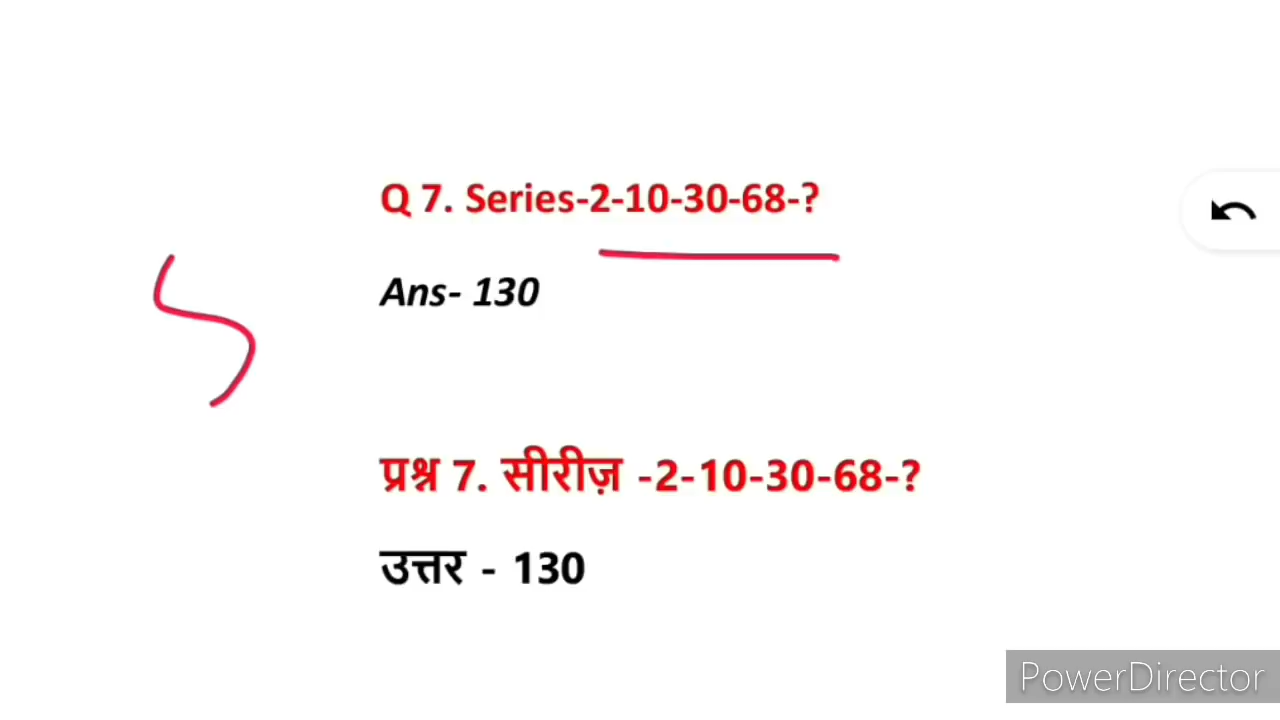 Q 7. Series-2-10-30-68-?
Ans- 130
प्रश्न 7. सीरीज़ -2-10-30-68-?
उत्तर - 130
PowerDirector